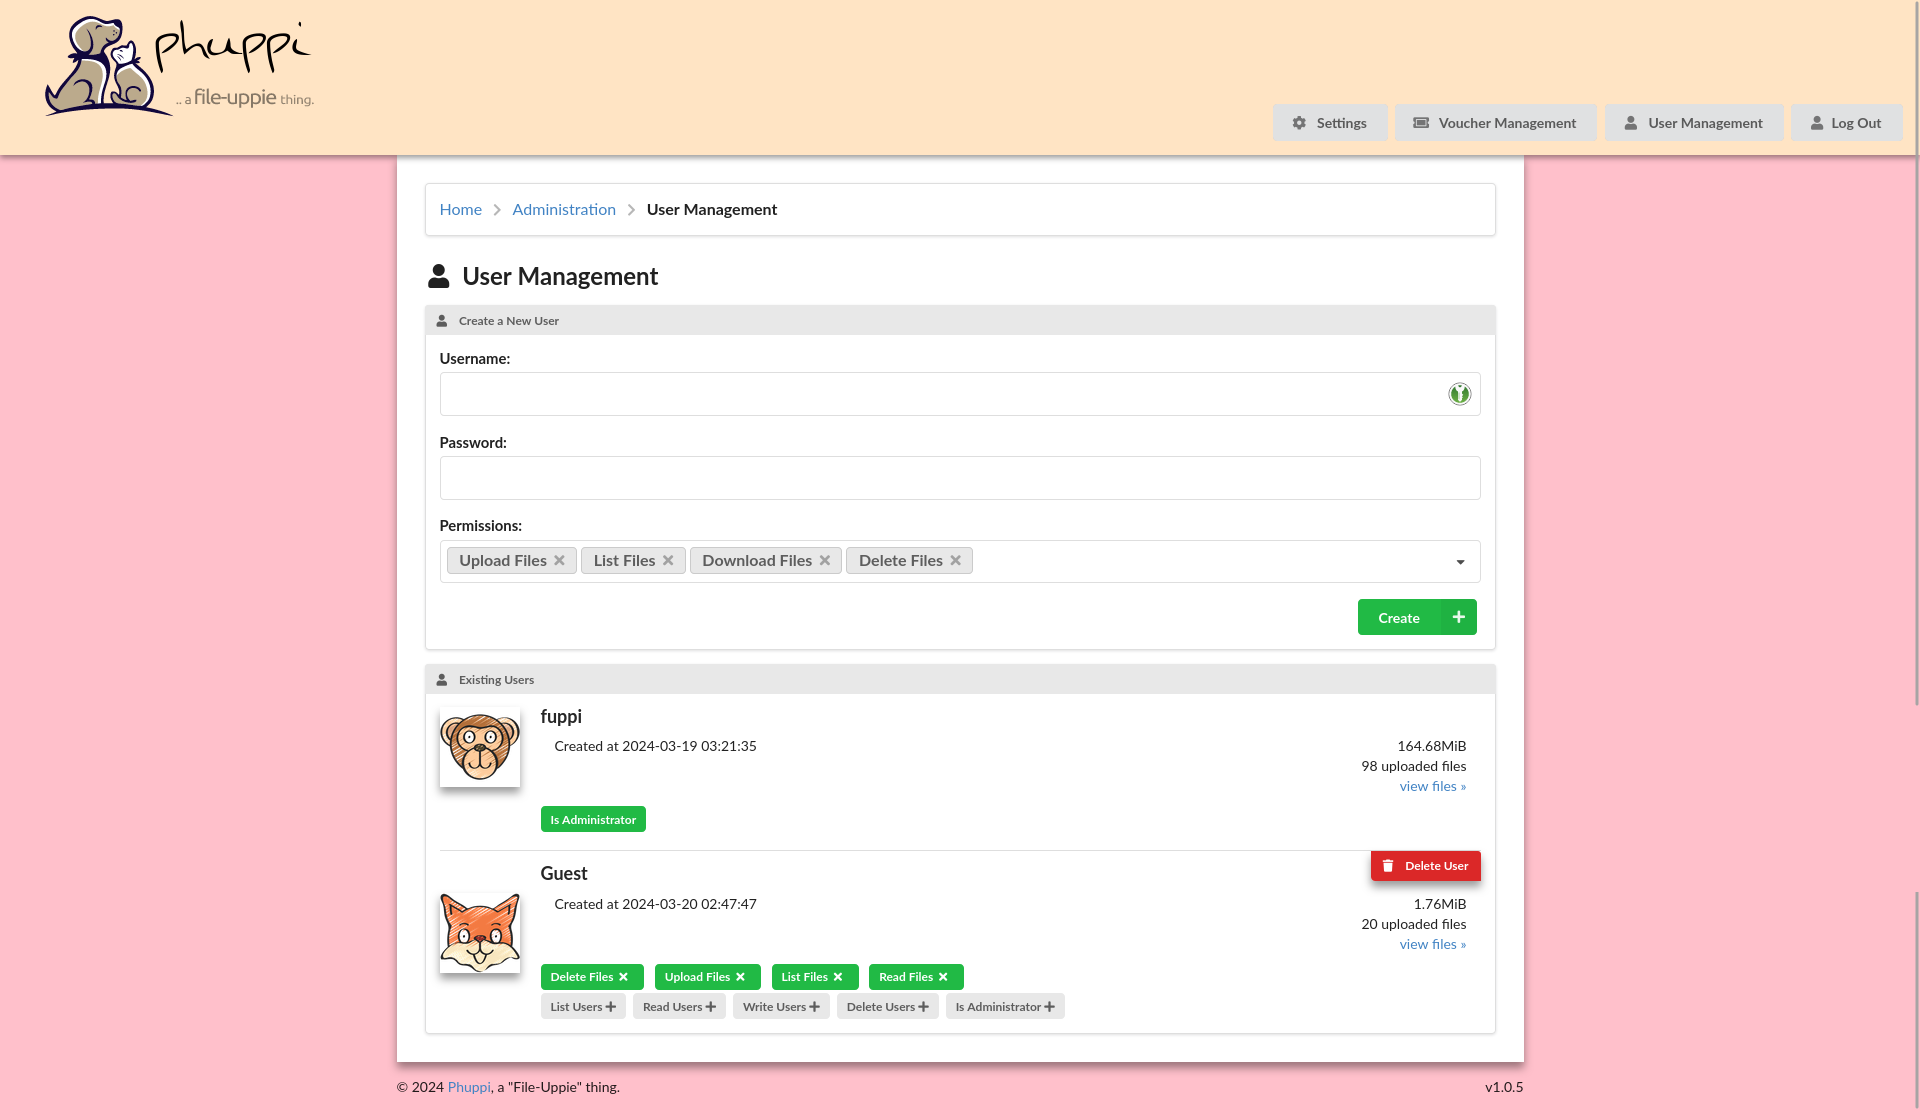 phuppi
.. a file-uppie thing.
Settings
Voucher Management
User Management
Log Out
Home
Administration
User Management
User Management
Create a New User
Username:
Password:
Permissions:
Upload Files
List Files
Download Files
Delete Files
Create
Existing Users
fuppi
Created at 2024-03-19 03:21:35
164.68MiB
98 uploaded files
view files »
Is Administrator
Delete User
Guest
Created at 2024-03-20 02:47:47
1.76MiB
20 uploaded files
view files »
Delete Files
Upload Files
List Files
Read Files
List Users
Read Users
Write Users
Delete Users
Is Administrator
© 2024 Phuppi, a "File-Uppie" thing.
v1.0.5